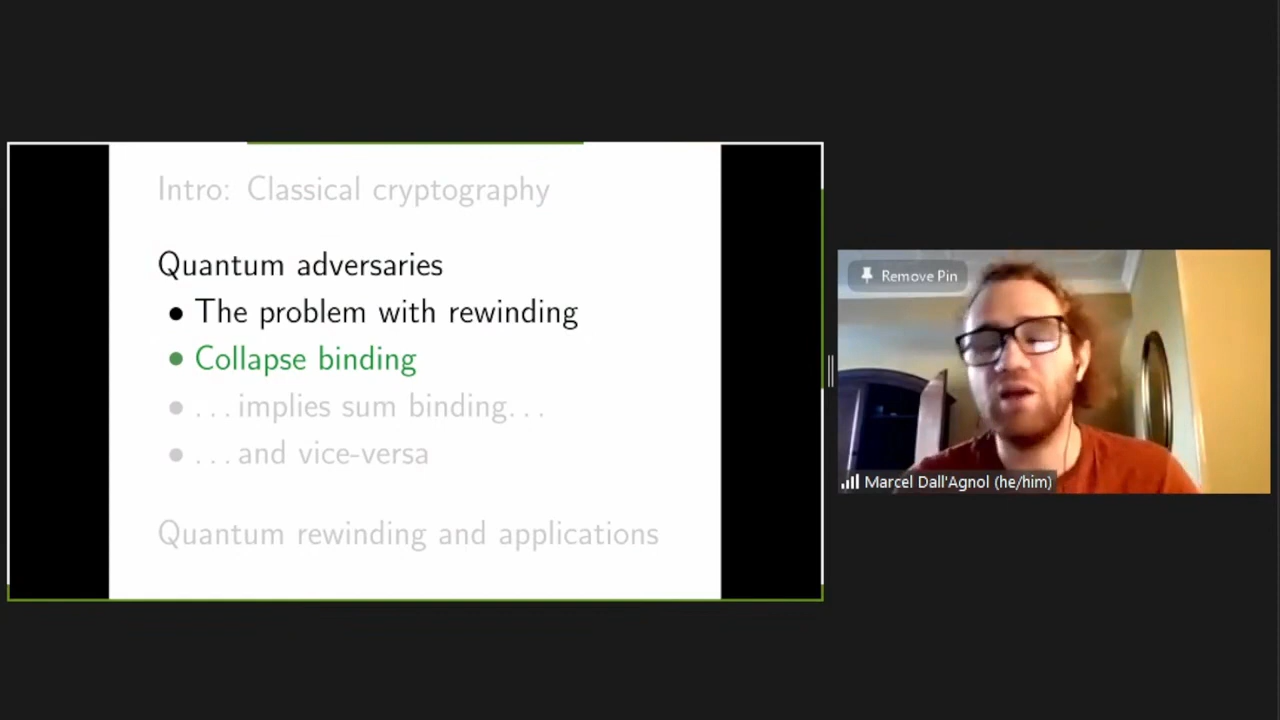 Intro: Classical cryptography
Quantum adversaries
• The problem with rewinding
• Collapse binding
• ...implies sum binding...
• ...and vice-versa
Quantum rewinding and applications
Remove Pin
Marcel Dall'Agnol (he/him)